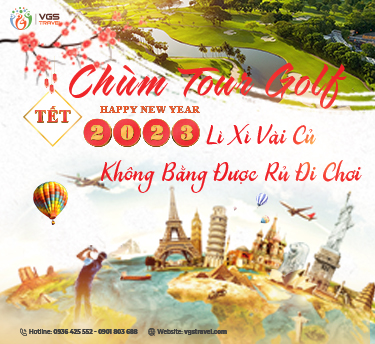 VGS
TRAVEL
Chùm Tour Golf
TẾT
HAPPY NEW YEAR
2023
Lì Xì Vài Củ
Không Bằng Được Rủ Đi Chơi
Hotline: 0936 425 552 - 0901 803 688
Website: vgstravel.com